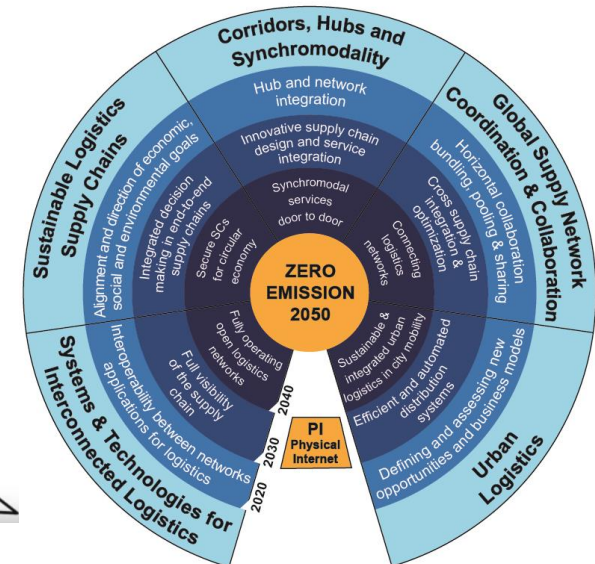 Corridors, Hubs and
Synchromodality
Hub and network
integration
Innovative supply chain
design and service
integration
Synchromodal
services
door to door
Sustainable Logistics
Supply Chains
Alignment and direction of economic,
social and environmental goals
Integrated decision
making in end-to-end
supply chains
Secure SCs
for circular
economy
Global Supply Network
Coordination & Collaboration
Horizontal collaboration
bundling, pooling & sharing
Cross supply chain
integration &
optimization
Connecting
logistics
networks
ZERO
EMISSION
2050
Systems & Technologies for
Interconnected Logistics
Interoperability between networks
applications for logistics
Full visibility
of the supply
chain
Fully operating
open logistics
networks
Sustainable &
integrated urban
logistics in city mobility
Efficient and automated
distribution
systems
Defining and assessing new
opportunities and business models
Urban
Logistics
2040
2030
2020
PI
Physical
Internet